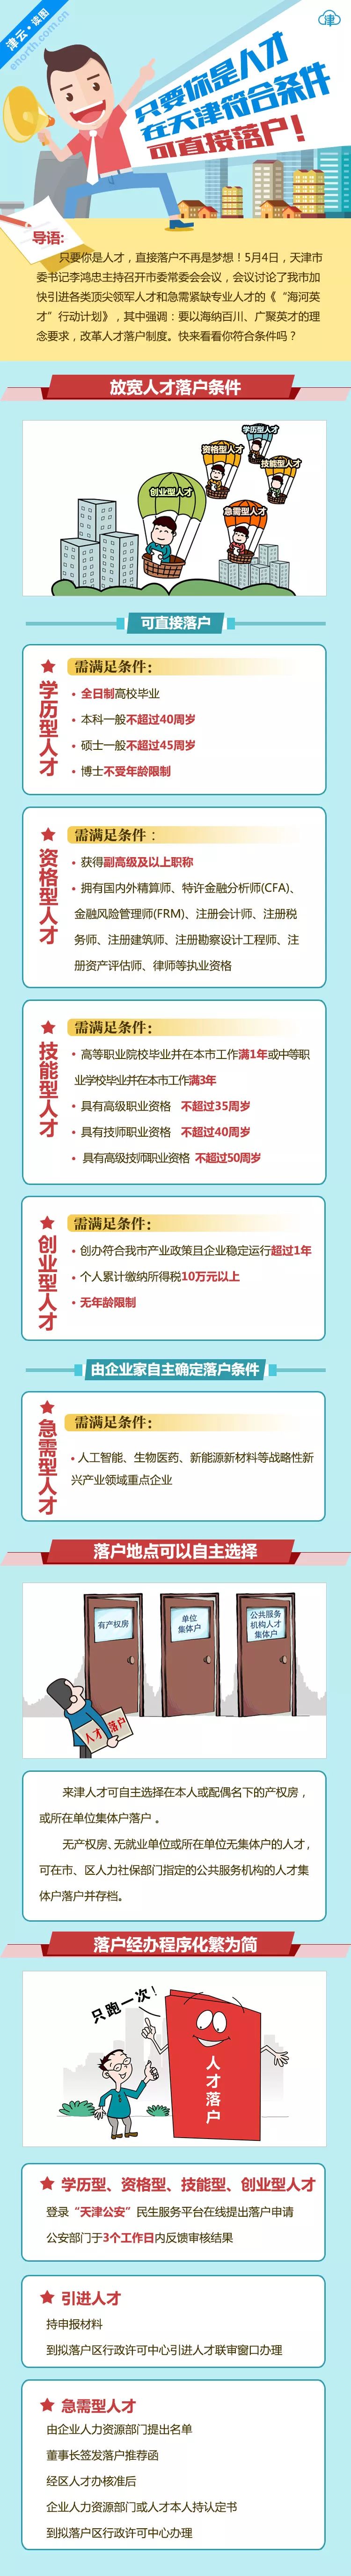 津云·读图
enorth.com.cn
津
只要你是人才
在天津符合条件
可直接落户!
导语:
只要你是人才，直接落户不再是梦想！5月4日，天津市
委书记李鸿忠主持召开市委常委会会议，会议讨论了我市加
快引进各类顶尖领军人才和急需紧缺专业人才的《“海河英
才”行动计划》，其中强调：要以海纳百川、广聚英才的理
念要求，改革人才落户制度。快来看看你符合条件吗？
放宽人才落户条件
学历型人才
资格型人才
技能型人才
创业型人才
急需型人才
可直接落户
学历型人才
需满足条件：
• 全日制高校毕业
• 本科一般不超过40周岁
• 硕士一般不超过45周岁
• 博士不受年龄限制
资格型人才
需满足条件：
• 获得副高级及以上职称
• 拥有国内外精算师、特许金融分析师(CFA)、
金融风险管理师(FRM)、注册会计师、注册税
务师、注册建筑师、注册勘察设计工程师、注
册资产评估师、律师等执业资格
技能型人才
需满足条件：
• 高等职业院校毕业并在本市工作满1年或中等职
业学校毕业并在本市工作满3年
• 具有高级职业资格 不超过35周岁
• 具有技师职业资格 不超过40周岁
• 具有高级技师职业资格 不超过50周岁
创业型人才
需满足条件：
• 创办符合我市产业政策且企业稳定运行超过1年
• 个人累计缴纳所得税10万元以上
• 无年龄限制
由企业家自主确定落户条件
急需型人才
需满足条件：
• 人工智能、生物医药、新能源新材料等战略性新
兴产业领域重点企业
落户地点可以自主选择
有产权房
单位
集体户
公共服务
机构人才
集体户
人才落户
来津人才可自主选择在本人或配偶名下的产权房，
或所在单位集体户落户 。
无产权房、无就业单位或所在单位无集体户的人才，
可在市、区人力社保部门指定的公共服务机构的人才集
体户落户并存档。
落户经办程序化繁为简
只跑一次！
人才落户
学历型、资格型、技能型、创业型人才
登录“天津公安”民生服务平台在线提出落户申请
公安部门于3个工作日内反馈审核结果
引进人才
持申报材料
到拟落户区行政许可中心引进人才联审窗口办理
急需型人才
由企业人力资源部门提出名单
董事长签发落户推荐函
经区人才办核准后
企业人力资源部门或人才本人持认定书
到拟落户区行政许可中心办理